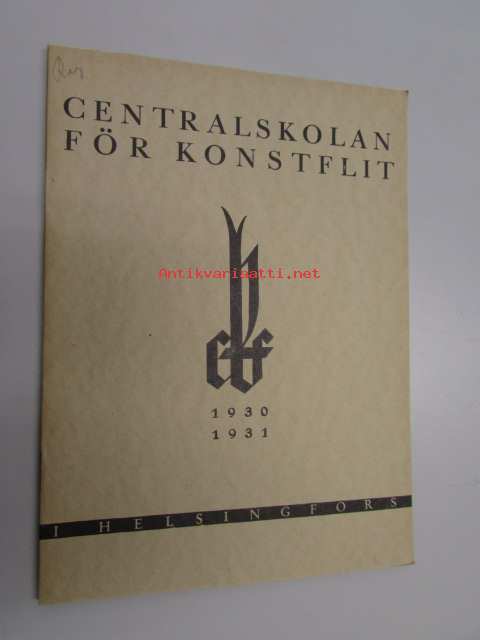 CENTRALSKOLAN
FÖR KONSTFLIT
Antikvariaatti.net
1930
1931
I HELSINGFORS